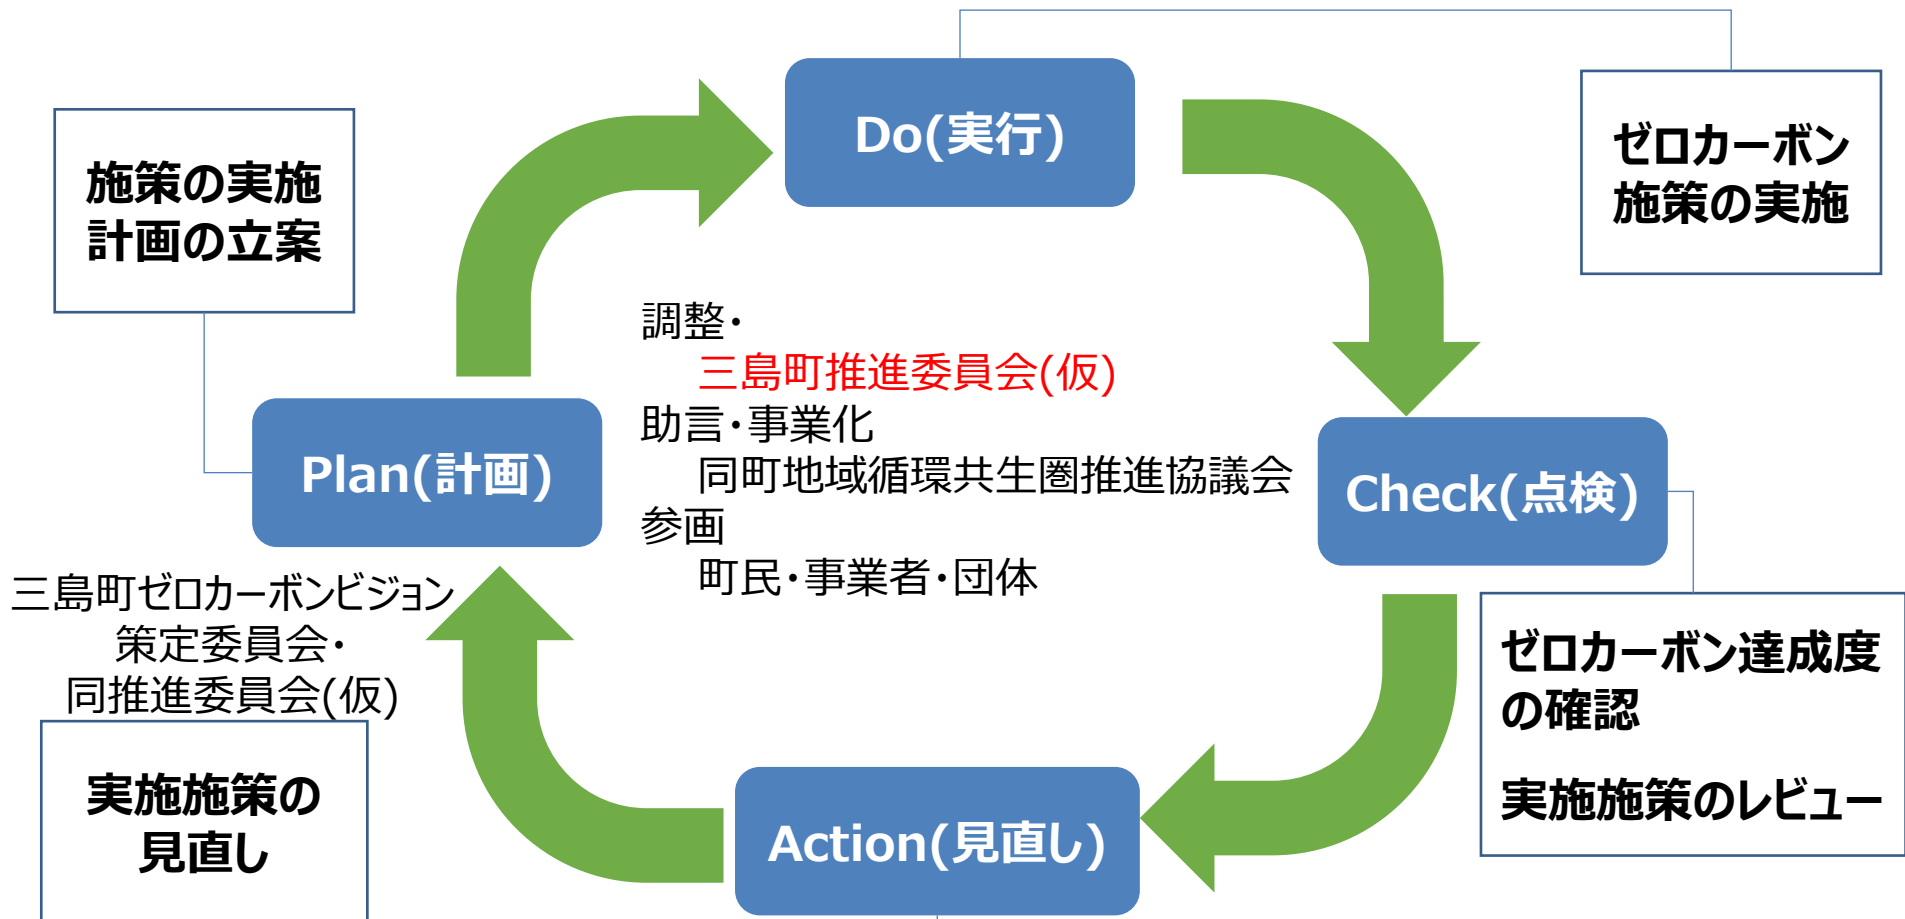 Do(実行)
ゼロカーボン
施策の実施
施策の実施
計画の立案
調整・
三島町推進委員会(仮)
助言・事業化
同町地域循環共生圏推進協議会
参画
町民・事業者・団体
Plan(計画)
Check(点検)
三島町ゼロカーボンビジョン
策定委員会・
同推進委員会(仮)
ゼロカーボン達成度
の確認
実施施策のレビュー
実施施策の
見直し
Action(見直し)